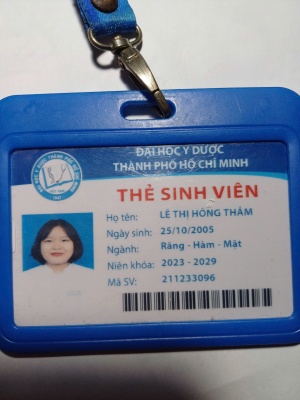 ĐẠI HỌC Y DƯỢC
THÀNH PHỐ HỒ CHÍ MINH
THẺ SINH VIÊN
Họ tên: LÊ THỊ HỒNG THẮM
Ngày sinh: 25/10/2005
Ngành: Răng - Hàm - Mặt
Niên khóa: 2023 - 2029
Mã SV: 211233096